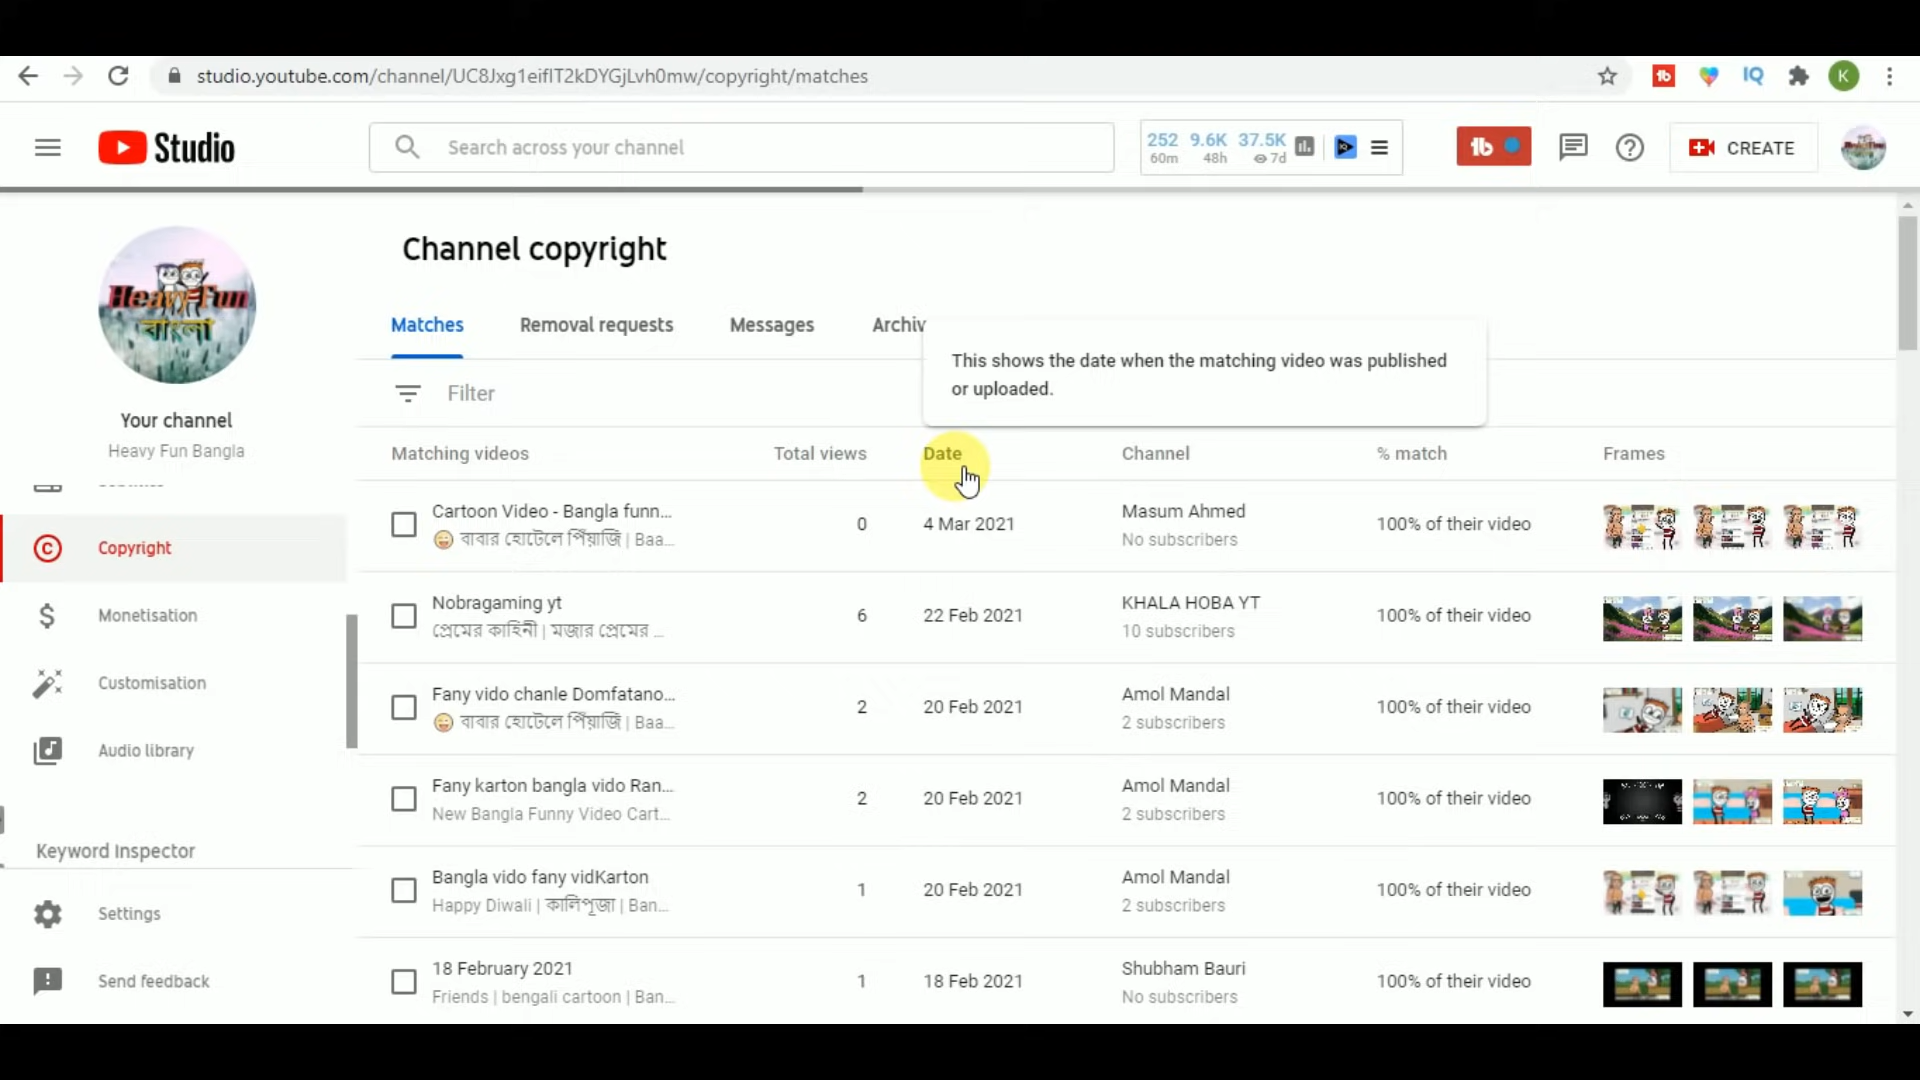 studio.youtube.com/channel/UC8Jxg1eifIT2kDYGjLvh0mw/copyright/matches
K
Studio
Search across your channel
252 9.6K 37.5K
60m 48h 7d
CREATE
Heavy Fun
বাংলা
Your channel
Heavy Fun Bangla
Copyright
Monetisation
Customisation
Audio library
Keyword Inspector
Settings
Send feedback
Channel copyright
Matches Removal requests Messages Archiv
This shows the date when the matching video was published
or uploaded.
Filter
Matching videos Total views Date Channel % match Frames
Cartoon Video - Bangla funn... 0 4 Mar 2021 Masum Ahmed 100% of their video
😄 বাবার হোটেলে পিঁয়াজি | Baa... No subscribers
Nobragaming yt 6 22 Feb 2021 KHALA HOBA YT 100% of their video
প্রেমের কাহিনী | মজার প্রেমের ... 10 subscribers
Fany vido chanle Domfatano... 2 20 Feb 2021 Amol Mandal 100% of their video
😄 বাবার হোটেলে পিঁয়াজি | Baa... 2 subscribers
Fany karton bangla vido Ran... 2 20 Feb 2021 Amol Mandal 100% of their video
New Bangla Funny Video Cart... 2 subscribers
Bangla vido fany vidKarton 1 20 Feb 2021 Amol Mandal 100% of their video
Happy Diwali | কালিপূজা | Ban... 2 subscribers
18 February 2021 1 18 Feb 2021 Shubham Bauri 100% of their video
Friends | bengali cartoon | Ban... No subscribers